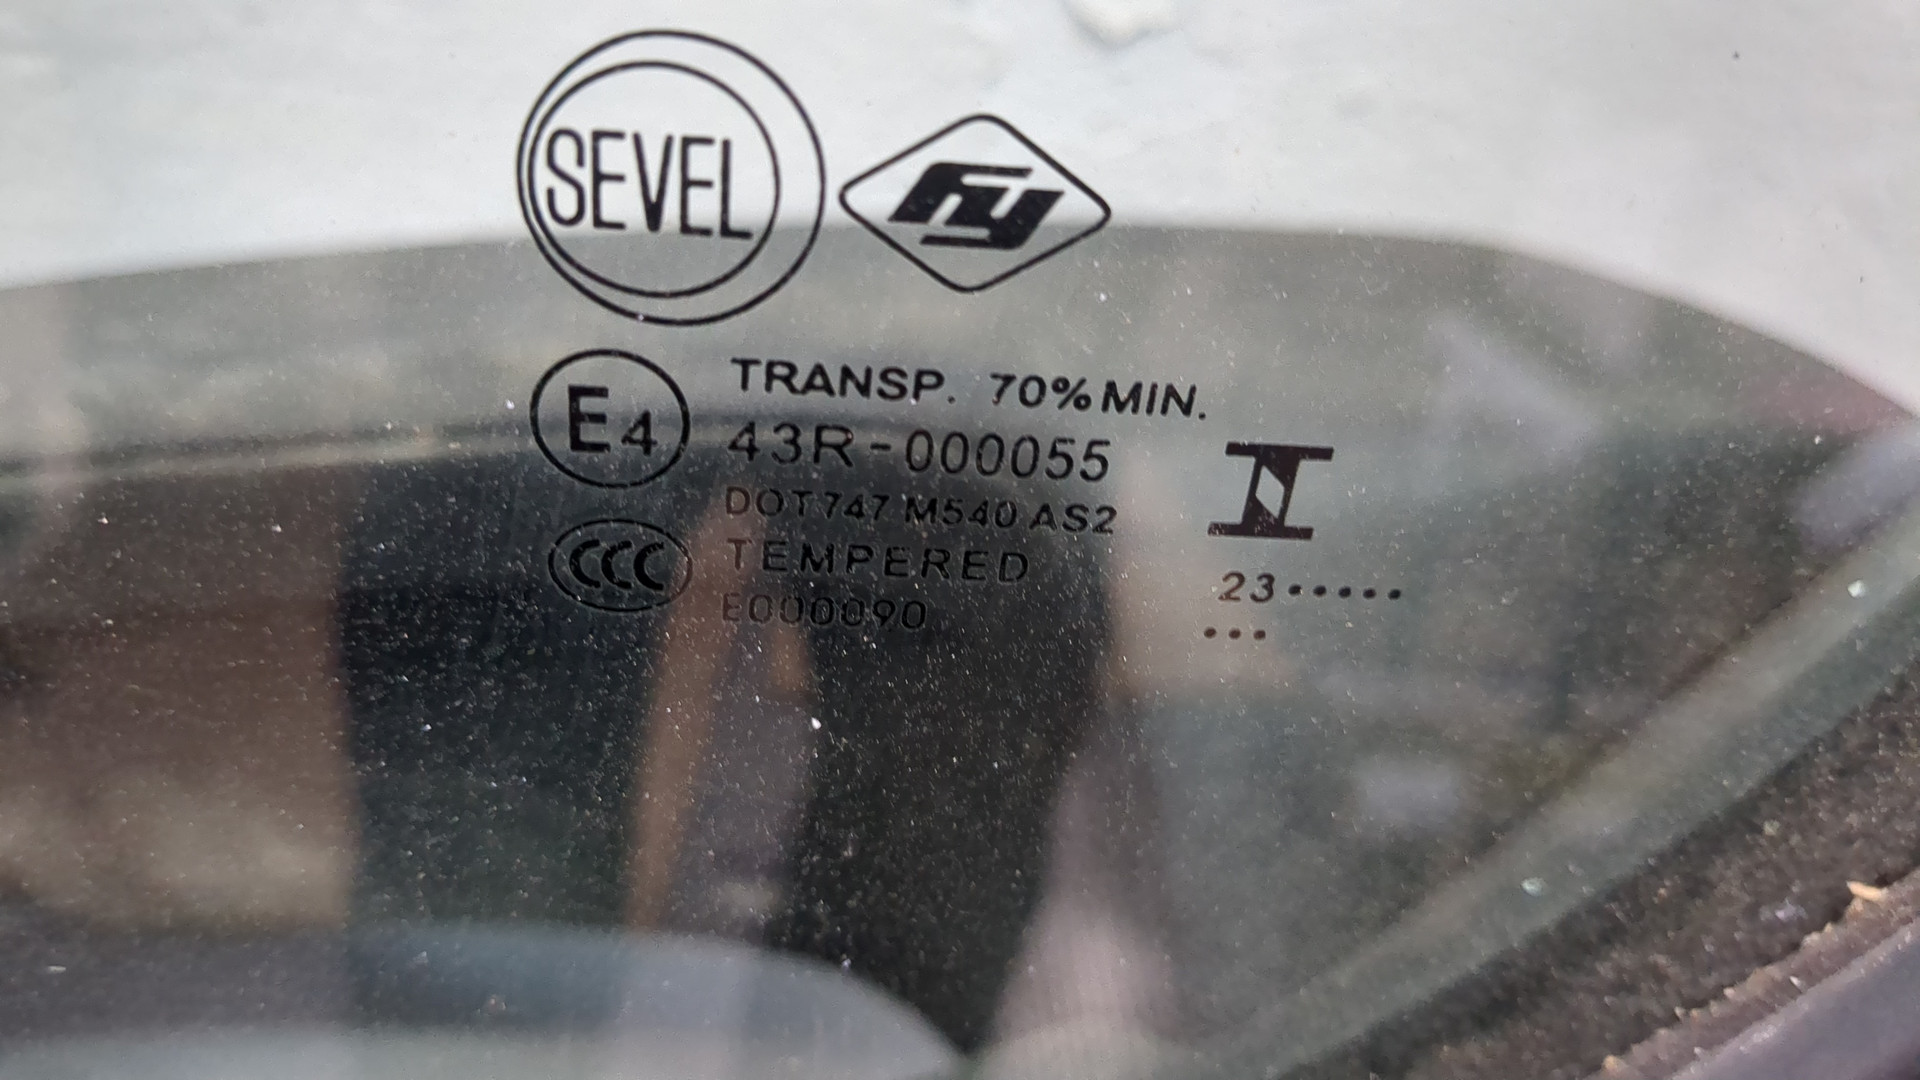 SEVEL
fy
E4
TRANSP. 70% MIN.
43R-000055
DOT747 M540 AS2
CCC
TEMPERED
E000090
I
23•••••
•••